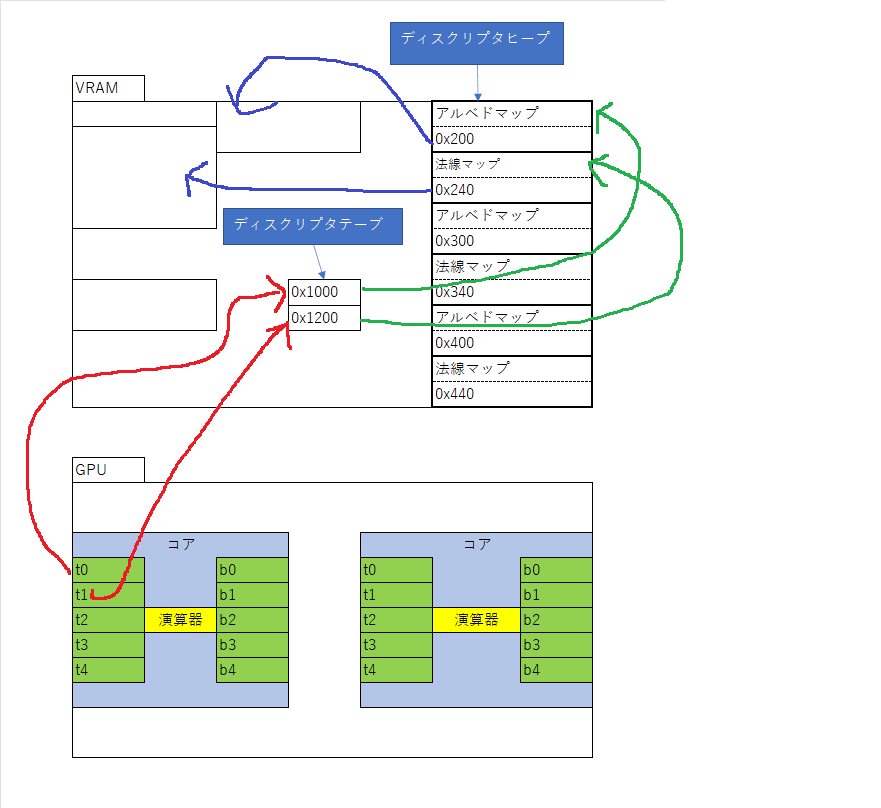 ディスクリプタヒープ
VRAM
アルベドマップ
0x200
法線マップ
0x240
アルベドマップ
0x300
法線マップ
0x340
アルベドマップ
0x400
法線マップ
0x440
ディスクリプタテーブ
0x1000
0x1200
GPU
コア
t0
t1
t2
t3
t4
演算器
b0
b1
b2
b3
b4
コア
t0
t1
t2
t3
t4
演算器
b0
b1
b2
b3
b4